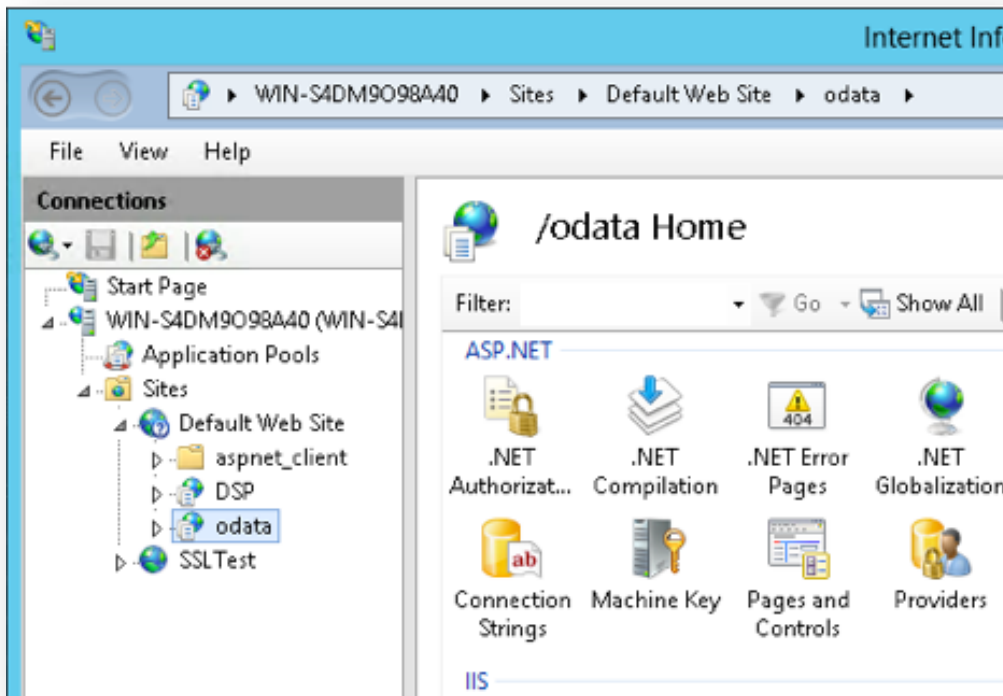 Internet Inf
WIN-S4DM9O98A40 Sites Default Web Site odata
File View Help
Connections
Start Page
WIN-S4DM9O98A40 (WIN-S4
Application Pools
Sites
Default Web Site
aspnet_client
DSP
odata
SSLTest
/odata Home
Filter: Go Show All
ASP.NET
.NET Authorizat...
.NET Compilation
404
.NET Error Pages
.NET Globalization
ab
Connection Strings
Machine Key
Pages and Controls
Providers
IIS